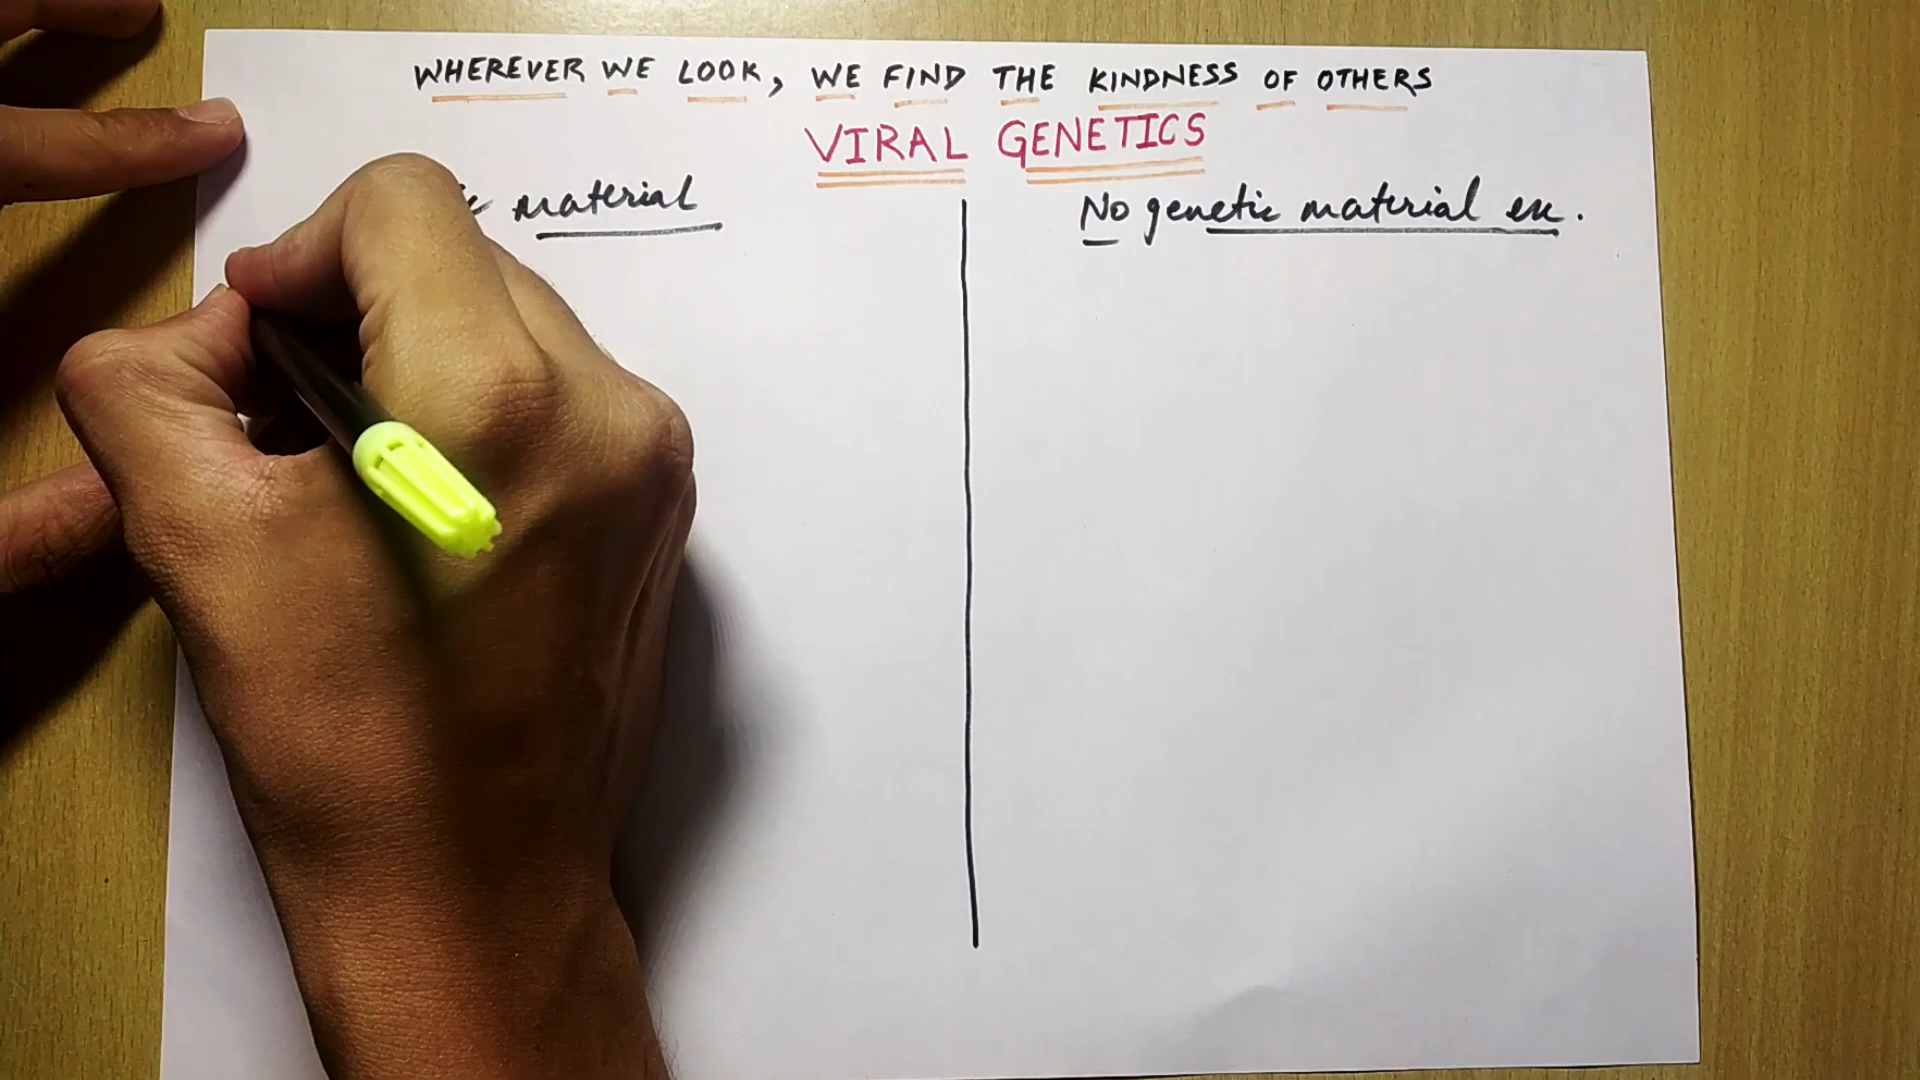 WHEREVER WE LOOK, WE FIND THE KINDNESS OF OTHERS
VIRAL GENETICS
material
No genetic material ex.